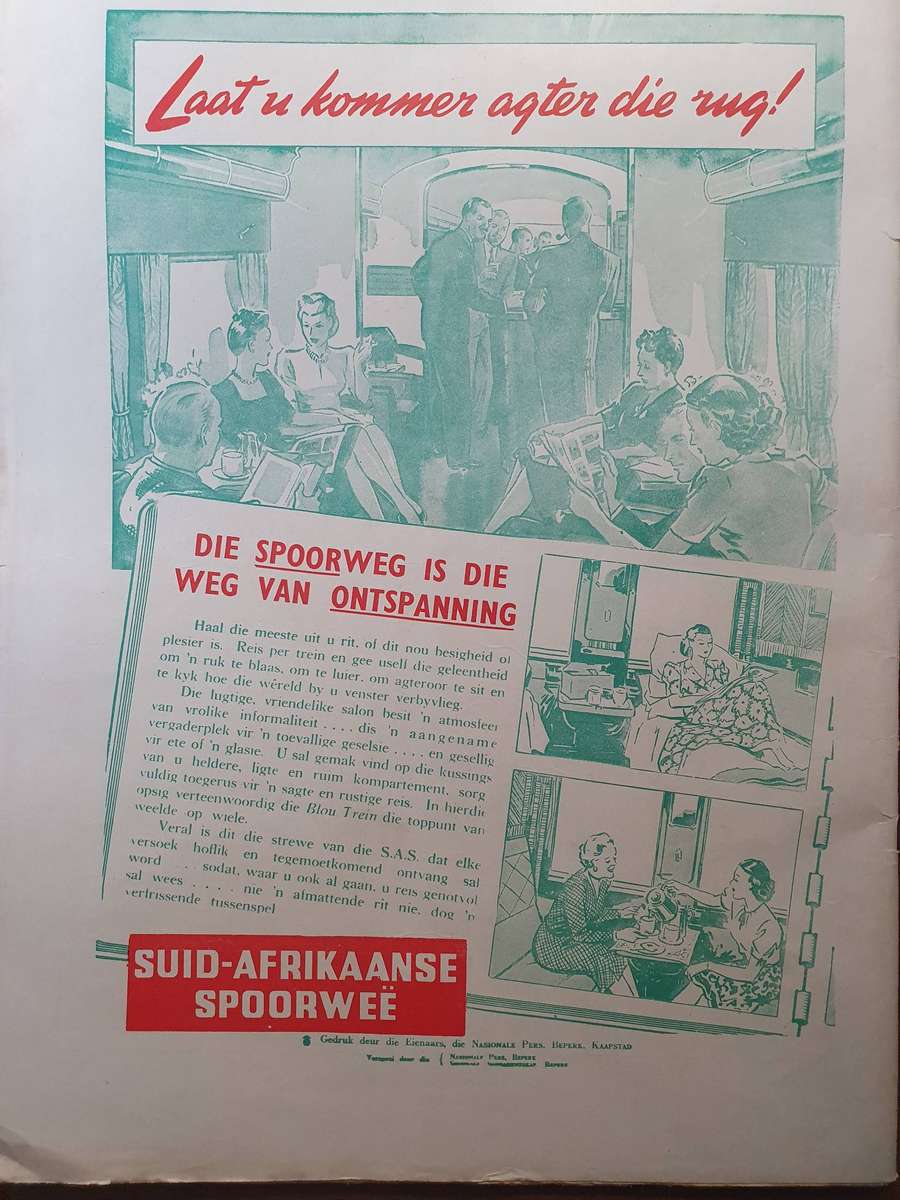 Laat u kommer agter die rug!
DIE SPOORWEG IS DIE
WEG VAN ONTSPANNING
Haal die meeste uit u rit, of dit nou besigheid of
plesier is. Reis per trein en gee uself die geleentheid
om 'n ruk te blaas, om te luier, om agteroor te sit en
te kyk hoe die wêreld by u venster verbyvlieg.
Die lugtige, vriendelike salon besit 'n atmosfeer
van vrolike informaliteit .... dis 'n aangename
vergaderplek vir 'n toevallige geselsie .... en gesellig
vir ete of 'n glasie. U sal gemak vind op die kussings
van u heldere, ligte en ruim kompartement, sorg
vuldig toegerus vir 'n sagte en rustige reis. In hierdie
opsig verteenwoordig die Blou Trein die toppunt van
weelde op wiele.
Veral is dit die strewe van die S.A.S. dat elke
versoek hoflik en tegemoetkomend ontvang sal
word ... sodat, waar u ook al gaan, u reis genotvol
sal wees ..... nie 'n afmattende rit nie, dog 'n
verfrissende tussenspel
SUID-AFRIKAANSE
SPOORWEË
Gedruk deur die Eienaars, die Nasionale Pers, Beperk, Kaapstad
deur die { Nasionale Pers, Beperk
Beperk